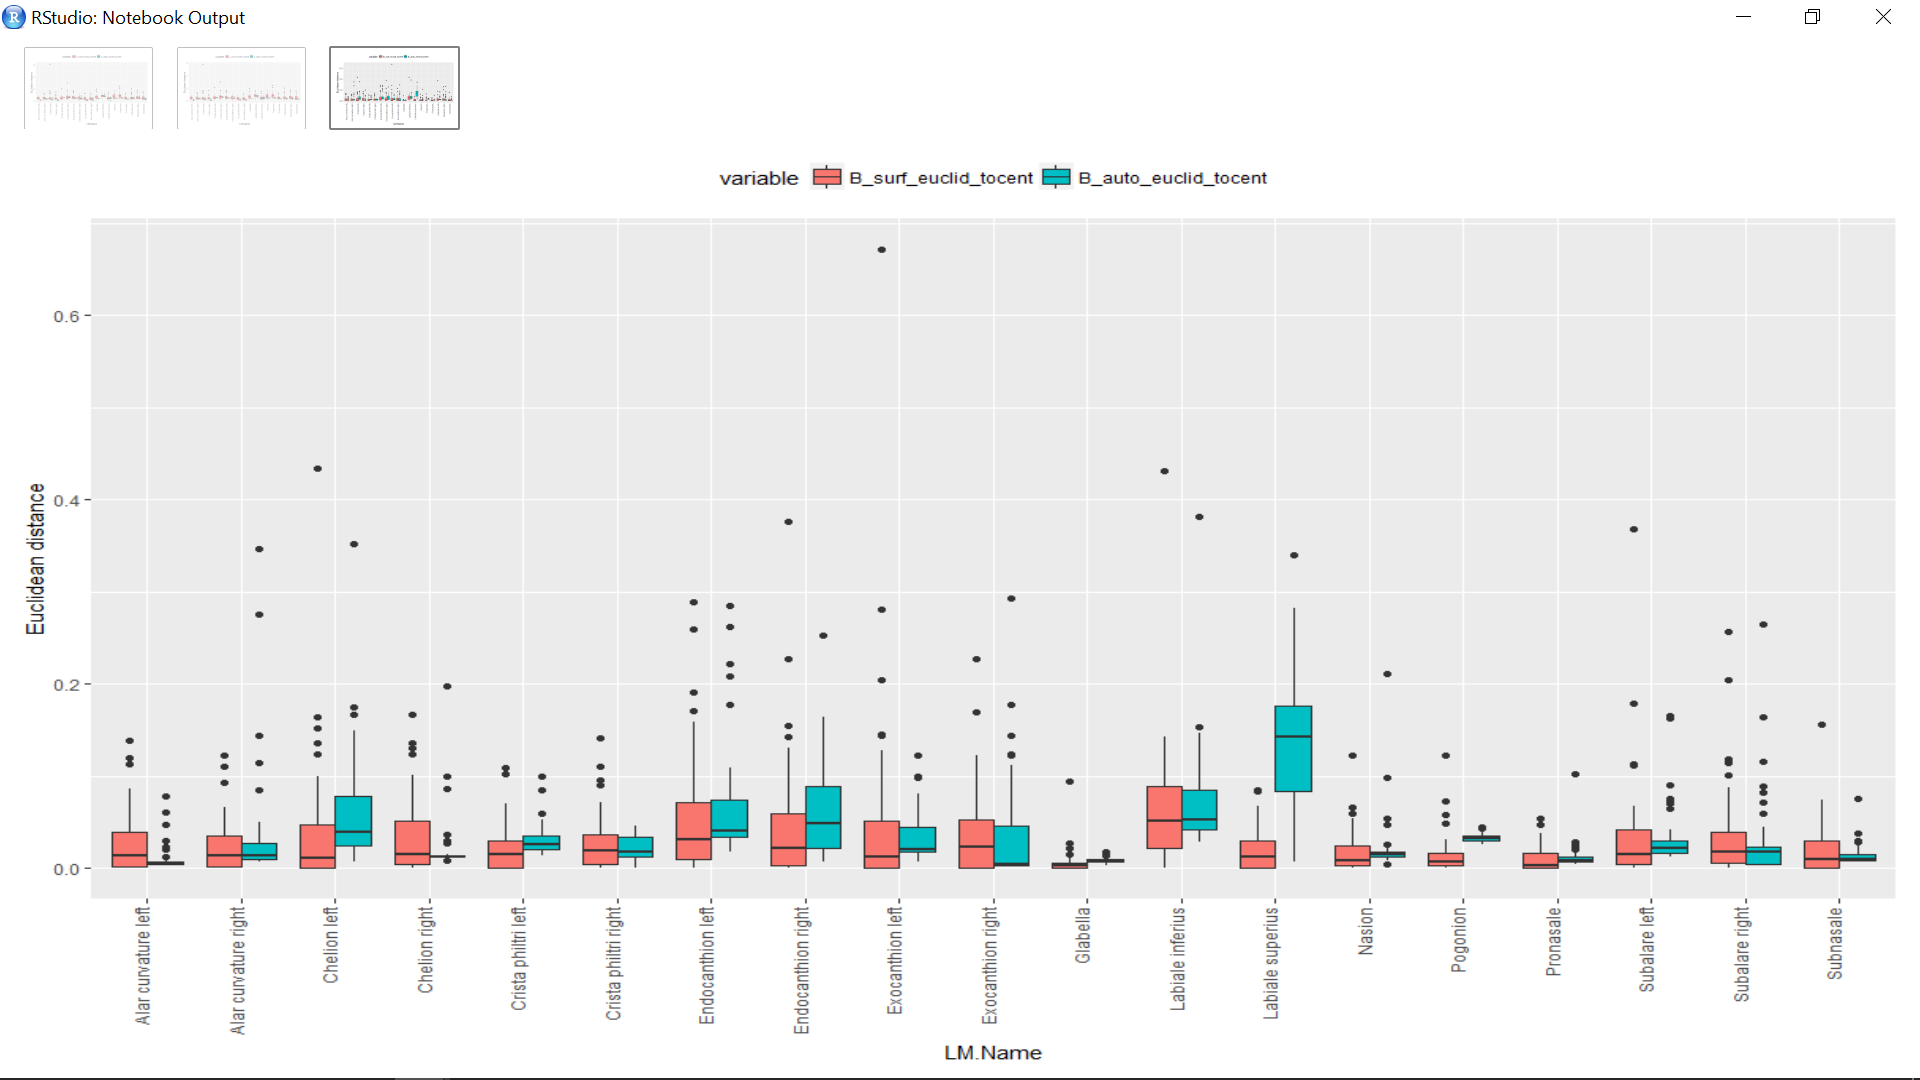 RStudio: Notebook Output
variable B_surf_euclid_tocent B_auto_euclid_tocent
Euclidean distance
0.6
0.4
0.2
0.0
Alar curvature left
Alar curvature right
Chelion left
Chelion right
Crista philtri left
Crista philtri right
Endocanthion left
Endocanthion right
Exocanthion left
Exocanthion right
Glabella
Labiale inferius
Labiale superius
Nasion
Pogonion
Pronasale
Subalare left
Subalare right
Subnasale
LM.Name